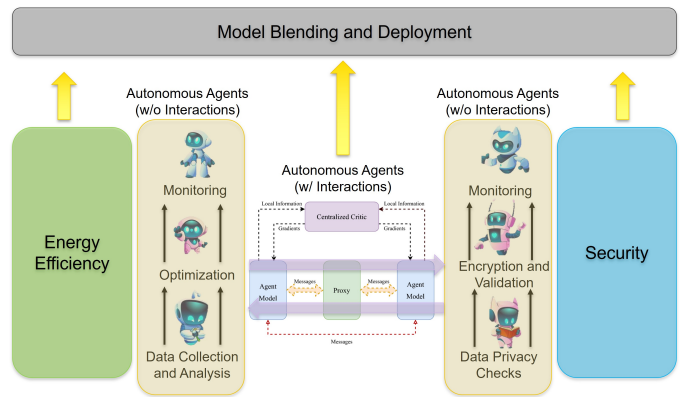 Model Blending and Deployment
Autonomous Agents
(w/o Interactions)
Autonomous Agents
(w/o Interactions)
Autonomous Agents
(w/ Interactions)
Energy
Efficiency
Monitoring
Optimization
Data Collection
and Analysis
Local Information
Local Information
Centralized Critic
Gradients
Gradients
Agent
Model
Messages
Proxy
Messages
Agent
Model
Messages
Monitoring
Encryption and
Validation
Data Privacy
Checks
Security